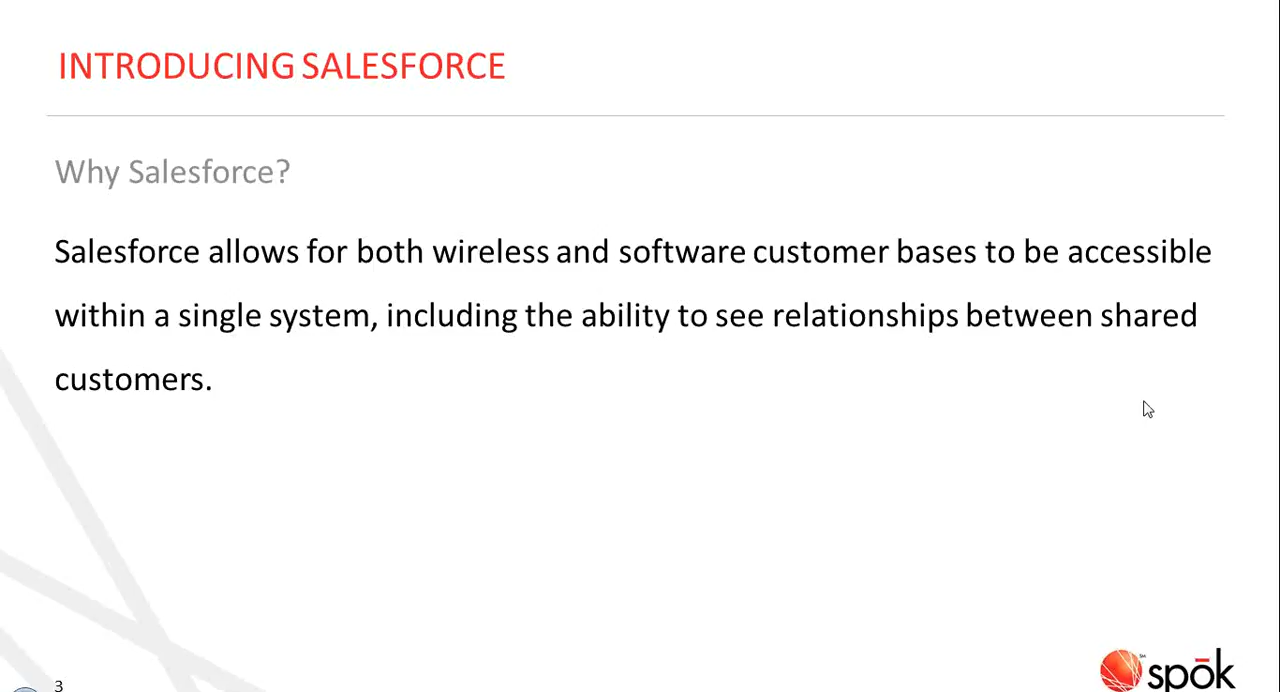 INTRODUCING SALESFORCE
Why Salesforce?
Salesforce allows for both wireless and software customer bases to be accessible
within a single system, including the ability to see relationships between shared
customers.
3
SM
spōk